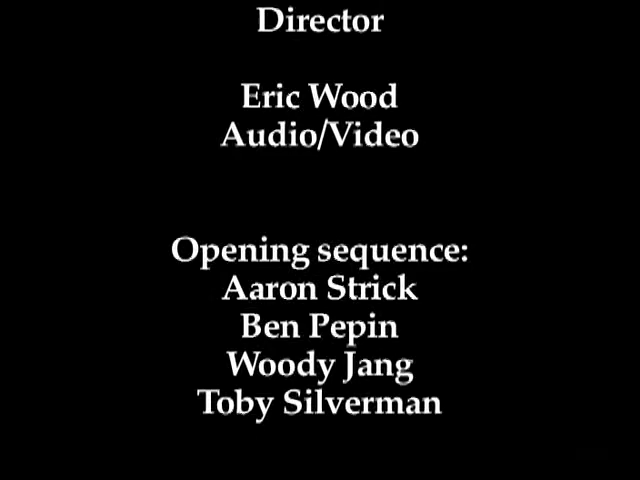 Director
Eric Wood
Audio/Video
Opening sequence:
Aaron Strick
Ben Pepin
Woody Jang
Toby Silverman